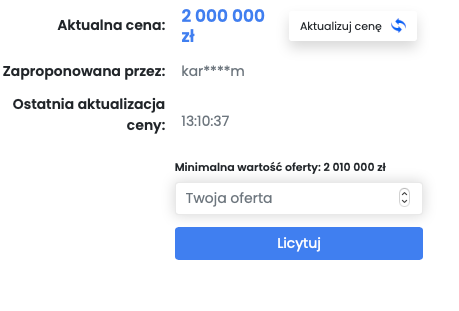 Aktualna cena:
2 000 000
zł
Aktualizuj cenę
Zaproponowana przez:
kar****m
Ostatnia aktualizacja
ceny:
13:10:37
Minimalna wartość oferty: 2 010 000 zł
Twoja oferta
Licytuj